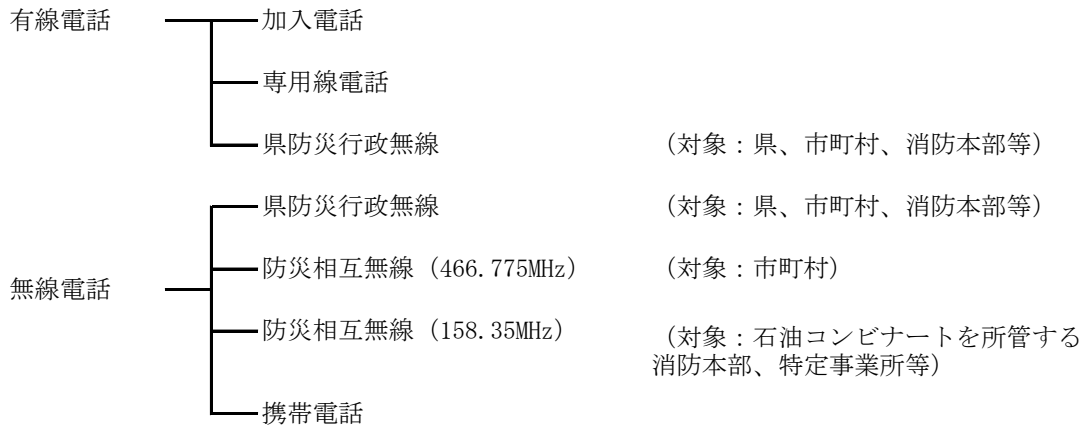 有線電話 加入電話
専用線電話
県防災行政無線 （対象：県、市町村、消防本部等）
県防災行政無線 （対象：県、市町村、消防本部等）
防災相互無線（466.775MHz） （対象：市町村）
無線電話
防災相互無線（158.35MHz） （対象：石油コンビナートを所管する
消防本部、特定事業所等）
携帯電話